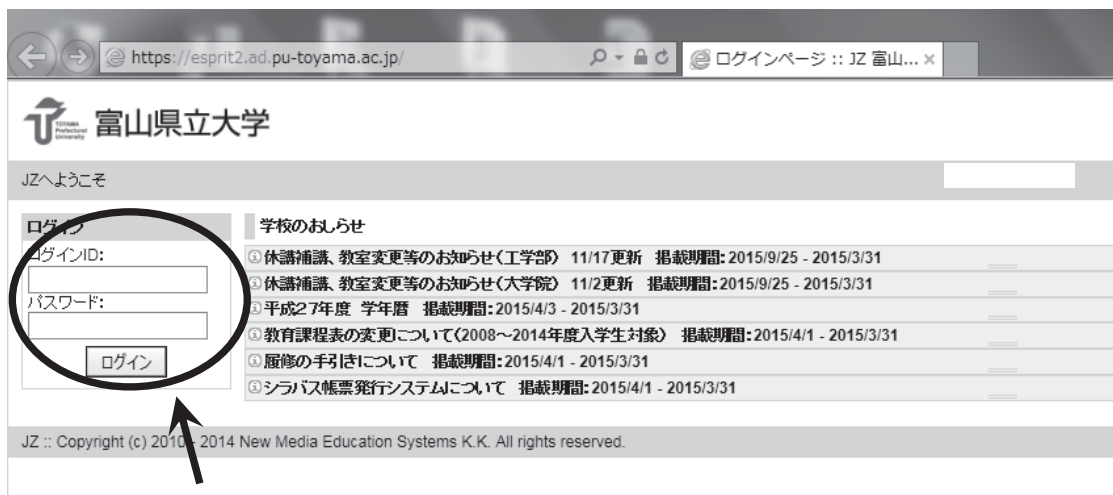 https://esprit2.ad.pu-toyama.ac.jp/
ログインページ :: JZ 富山...
TOYAMA
Prefectural
University
富山県立大学
JZへようこそ
ログイン
学校のおしらせ
ログインID:
休講補講、教室変更等のお知らせ(工学部) 11/17更新 掲載期間:2015/9/25 - 2015/3/31
休講補講、教室変更等のお知らせ(大学院) 11/2更新 掲載期間:2015/9/25 - 2015/3/31
パスワード:
平成27年度 学年暦 掲載期間:2015/4/3 - 2015/3/31
教育課程表の変更について(2008～2014年度入学生対象) 掲載期間:2015/4/1 - 2015/3/31
ログイン
履修の手引きについて 掲載期間:2015/4/1 - 2015/3/31
シラバス帳票発行システムについて 掲載期間:2015/4/1 - 2015/3/31
JZ :: Copyright (c) 2010 - 2014 New Media Education Systems K.K. All rights reserved.